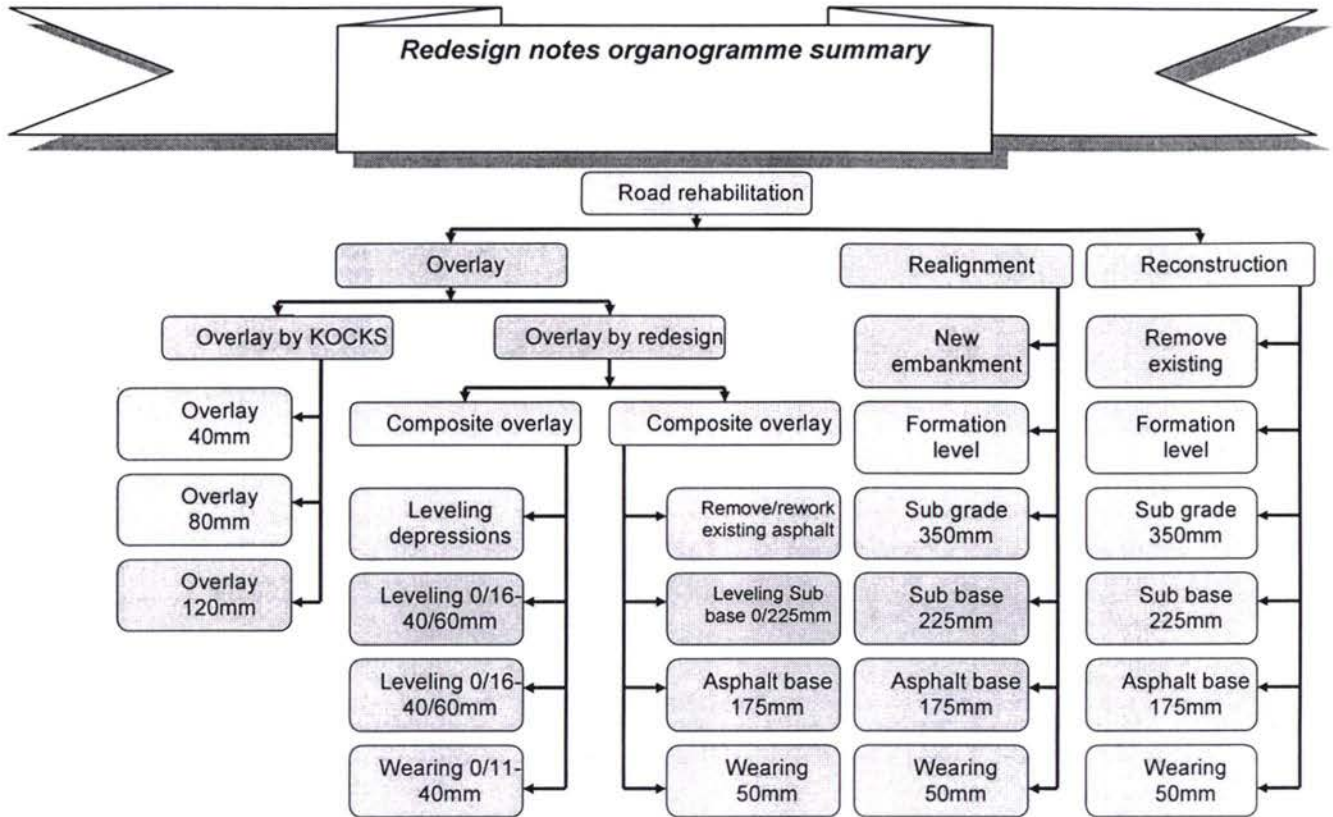 Redesign notes organogramme summary
Road rehabilitation
Overlay
Realignment
Reconstruction
Overlay by KOCKS
Overlay by redesign
New
embankment
Remove
existing
Overlay
40mm
Composite overlay
Composite overlay
Formation
level
Formation
level
Overlay
80mm
Leveling
depressions
Remove/rework
existing asphalt
Sub grade
350mm
Sub grade
350mm
Overlay
120mm
Leveling 0/16-
40/60mm
Leveling Sub
base 0/225mm
Sub base
225mm
Sub base
225mm
Leveling 0/16-
40/60mm
Asphalt base
175mm
Asphalt base
175mm
Asphalt base
175mm
Wearing 0/11-
40mm
Wearing
50mm
Wearing
50mm
Wearing
50mm